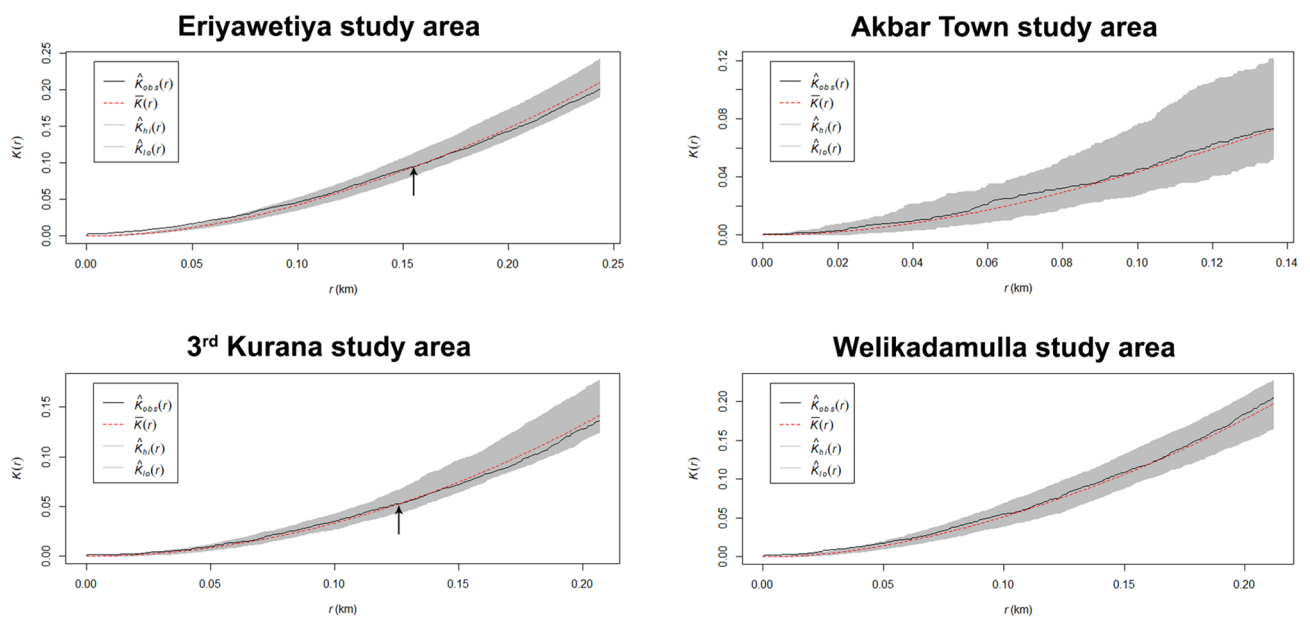 Eriyawetiya study area
K̂obs(r)
K̄(r)
K̂hi(r)
K̂lo(r)
K(r)
0.00 0.05 0.10 0.15 0.20 0.25
0.00 0.05 0.10 0.15 0.20 0.25
r (km)
Akbar Town study area
K̂obs(r)
K̄(r)
K̂hi(r)
K̂lo(r)
K(r)
0.00 0.04 0.08 0.12
0.00 0.02 0.04 0.06 0.08 0.10 0.12 0.14
r (km)
3rd Kurana study area
K̂obs(r)
K̄(r)
K̂hi(r)
K̂lo(r)
K(r)
0.00 0.05 0.10 0.15
0.00 0.05 0.10 0.15 0.20
r (km)
Welikadamulla study area
K̂obs(r)
K̄(r)
K̂hi(r)
K̂lo(r)
K(r)
0.00 0.05 0.10 0.15 0.20
0.00 0.05 0.10 0.15 0.20
r (km)